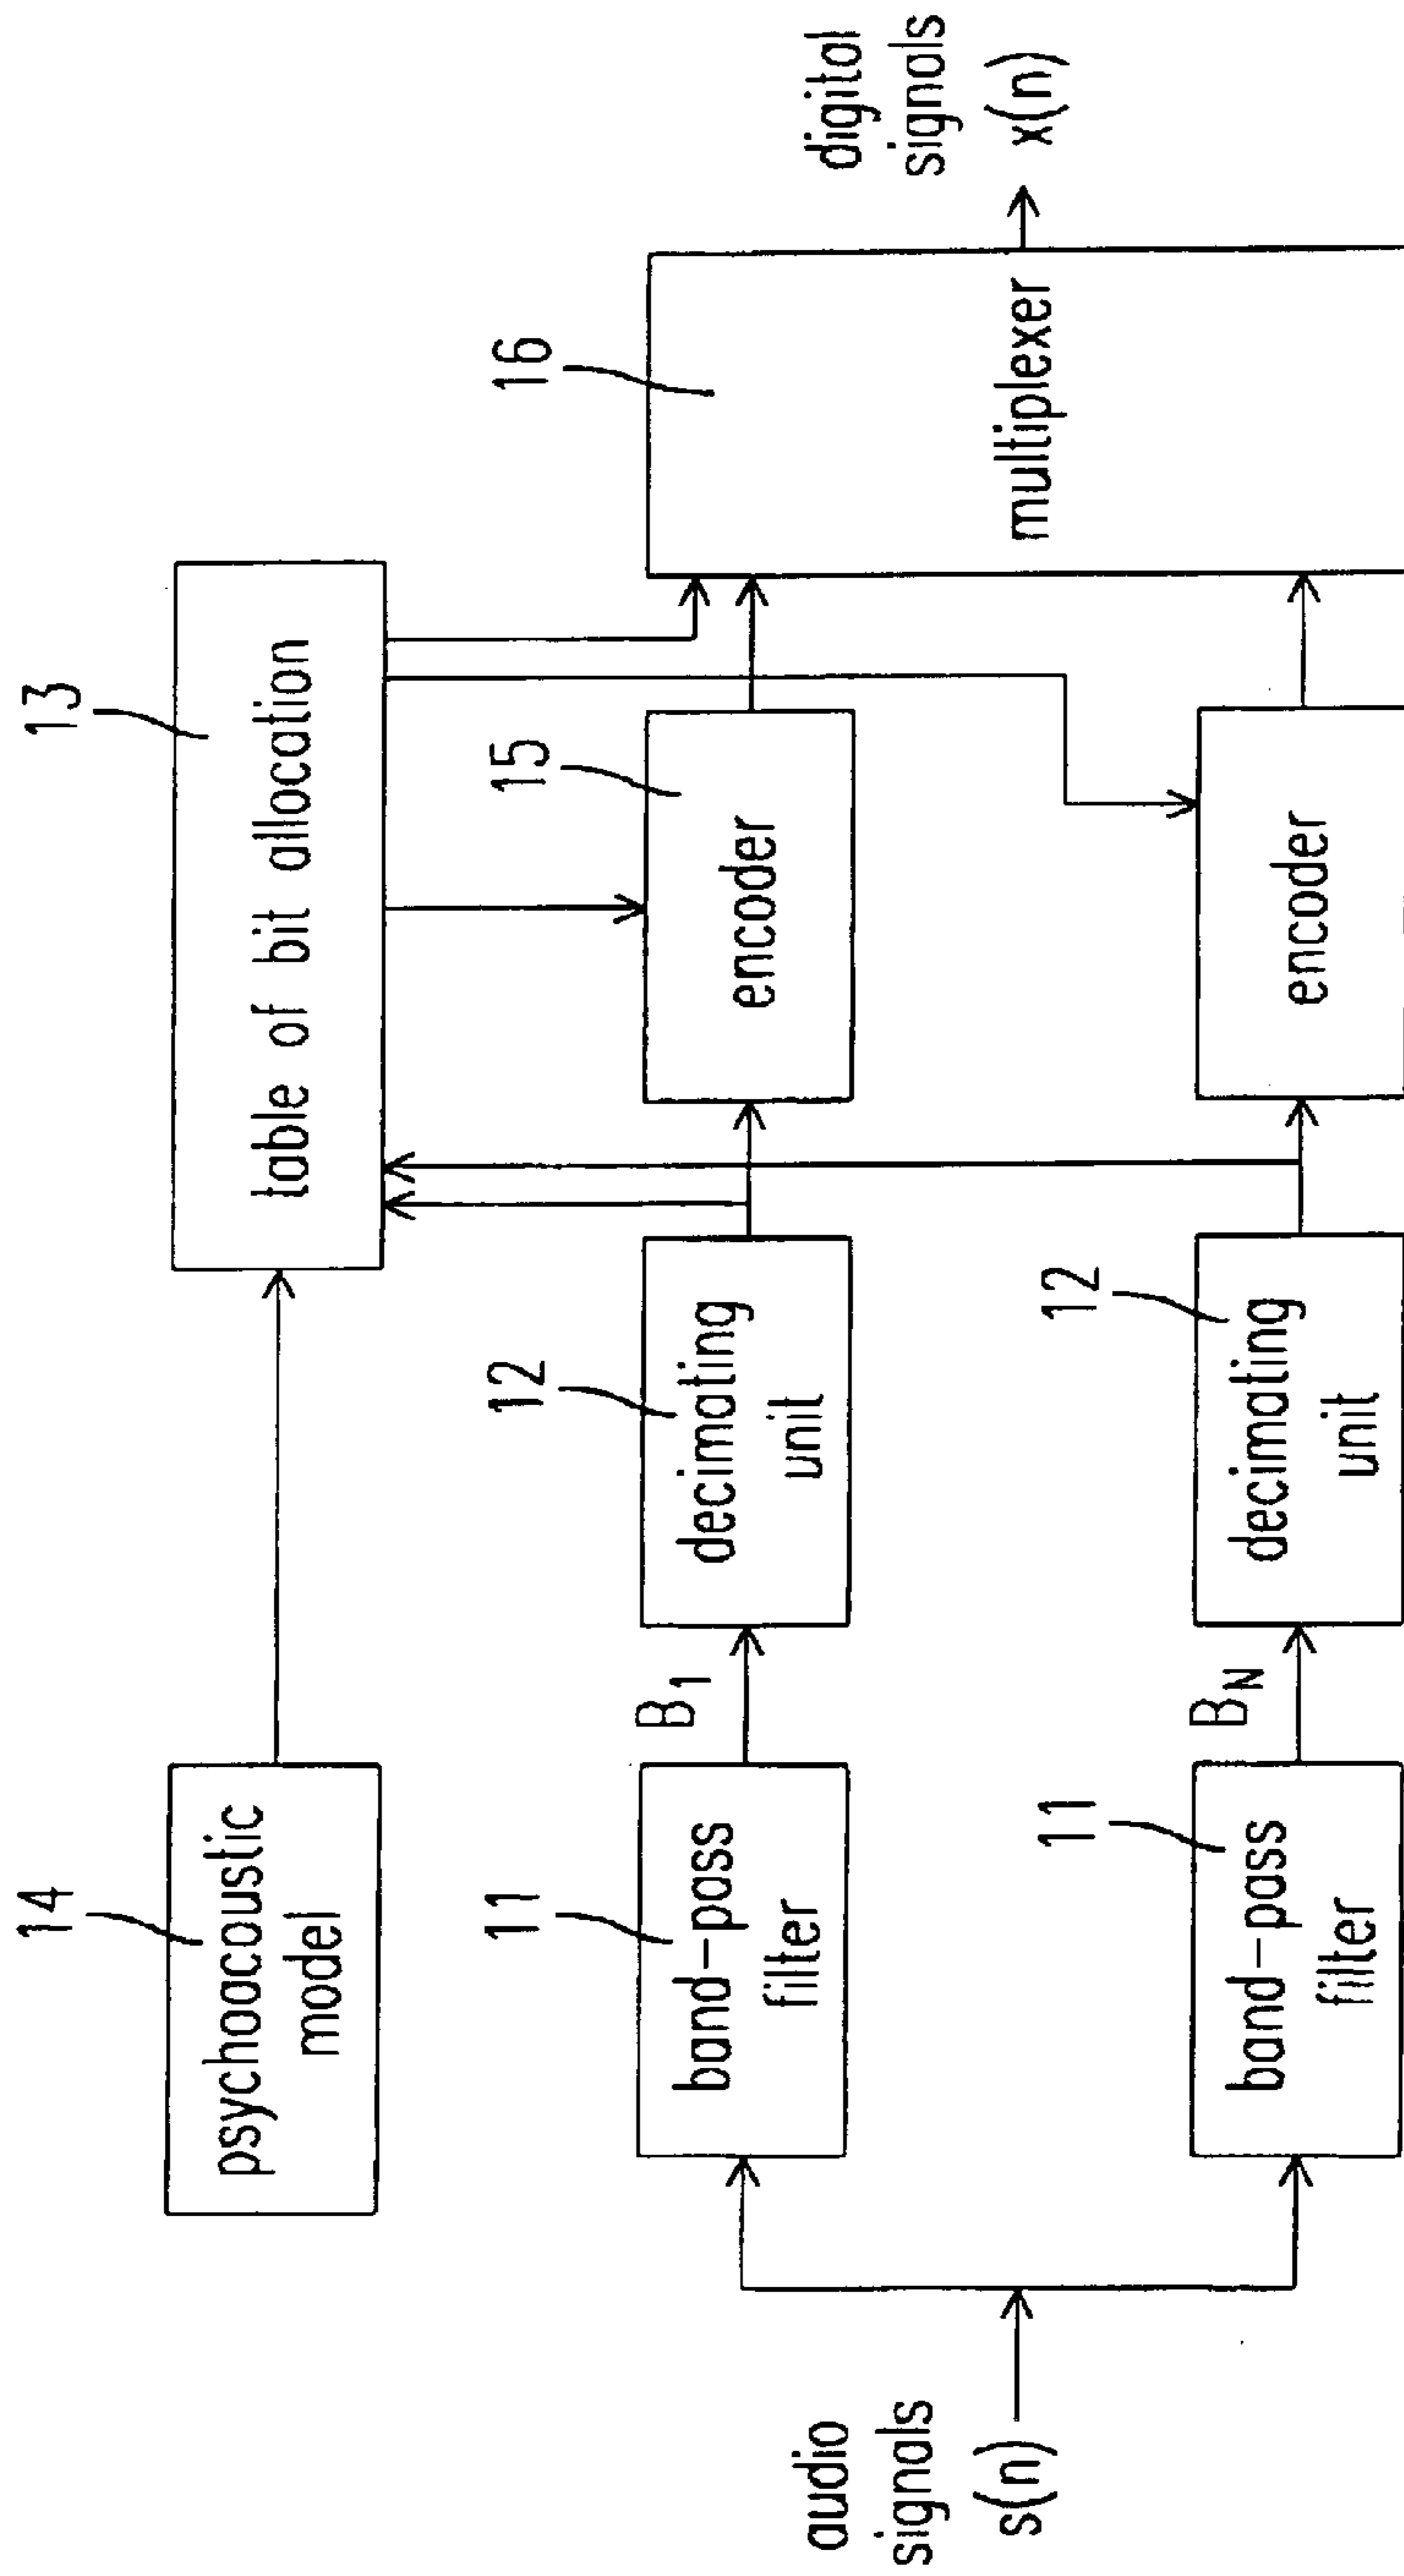 14
psychoacoustic
model
13
table of bit allocation
audio
signals
s(n)
11
band-pass
filter
B1
12
decimating
unit
15
encoder
16
multiplexer
digital
signals
x(n)
11
band-pass
filter
BN
12
decimating
unit
encoder